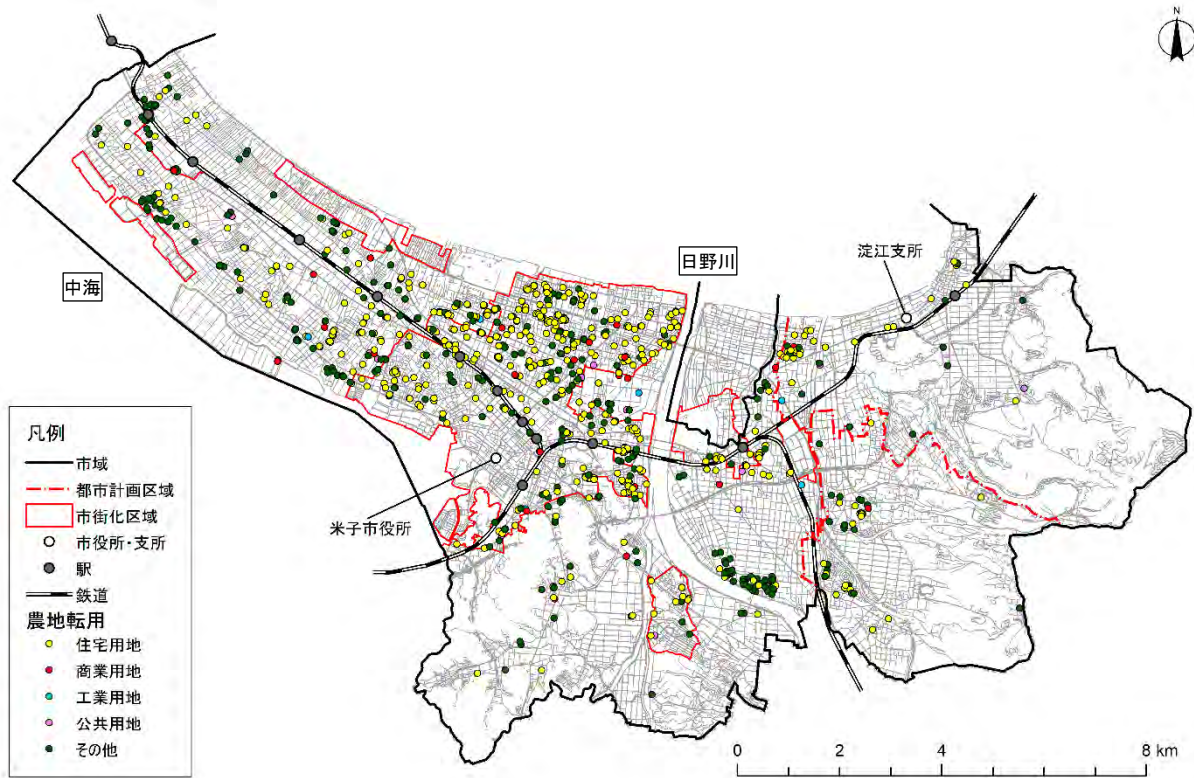 N
淀江支所
日野川
中海
米子市役所
凡例
市域
都市計画区域
市街化区域
市役所・支所
駅
鉄道
農地転用
住宅用地
商業用地
工業用地
公共用地
その他
0 2 4 8 km